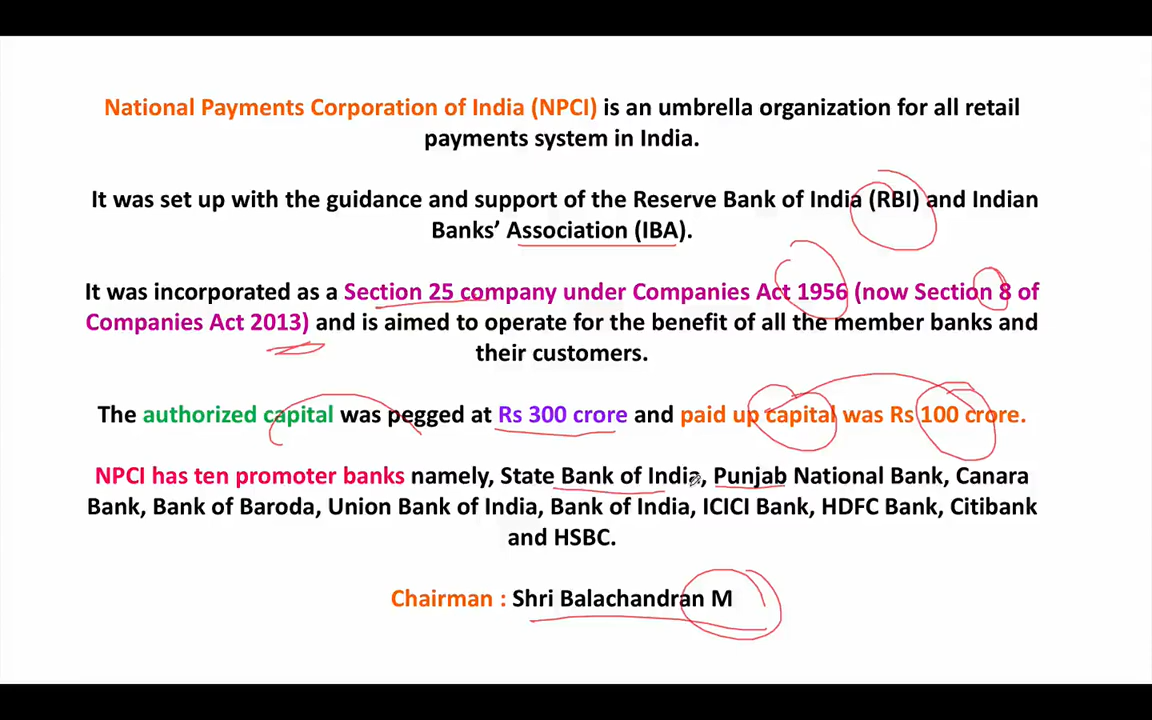 National Payments Corporation of India (NPCI) is an umbrella organization for all retail
payments system in India.
It was set up with the guidance and support of the Reserve Bank of India (RBI) and Indian
Banks’ Association (IBA).
It was incorporated as a Section 25 company under Companies Act 1956 (now Section 8 of
Companies Act 2013) and is aimed to operate for the benefit of all the member banks and
their customers.
The authorized capital was pegged at Rs 300 crore and paid up capital was Rs 100 crore.
NPCI has ten promoter banks namely, State Bank of India, Punjab National Bank, Canara
Bank, Bank of Baroda, Union Bank of India, Bank of India, ICICI Bank, HDFC Bank, Citibank
and HSBC.
Chairman : Shri Balachandran M